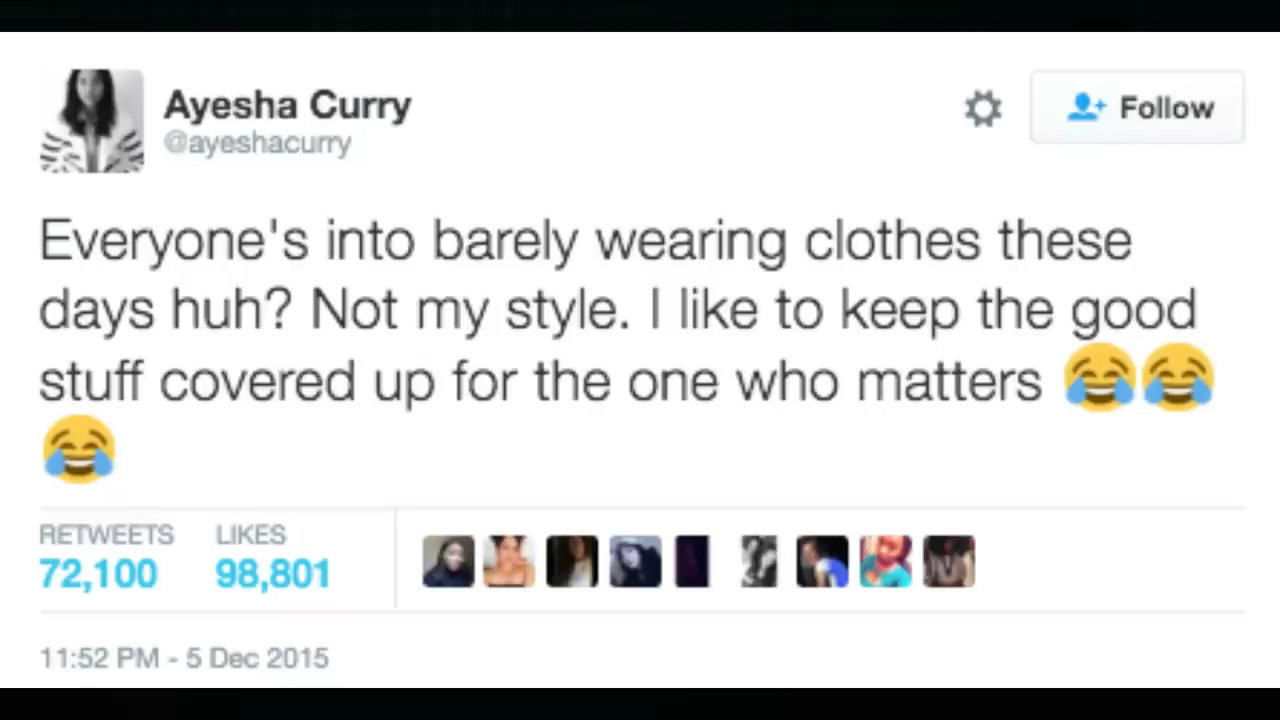 Ayesha Curry
@ayeshacurry
Follow
Everyone's into barely wearing clothes these
days huh? Not my style. I like to keep the good
stuff covered up for the one who matters 😂😂
😂
RETWEETS LIKES
72,100 98,801
11:52 PM - 5 Dec 2015